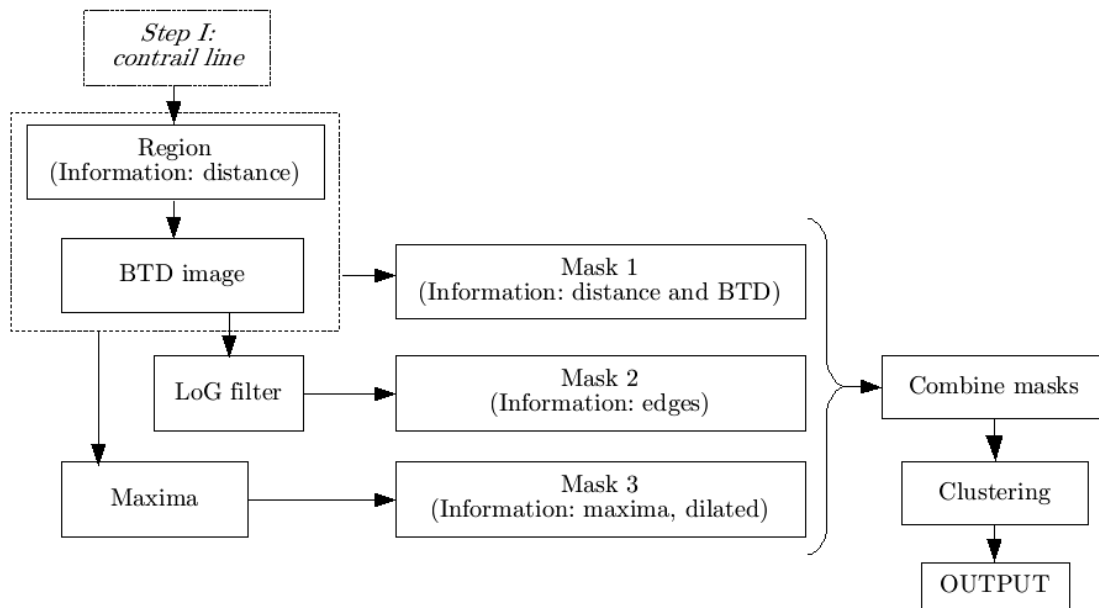 Step I:
contrail line
Region
(Information: distance)
BTD image
Mask 1
(Information: distance and BTD)
LoG filter
Mask 2
(Information: edges)
Maxima
Mask 3
(Information: maxima, dilated)
Combine masks
Clustering
OUTPUT